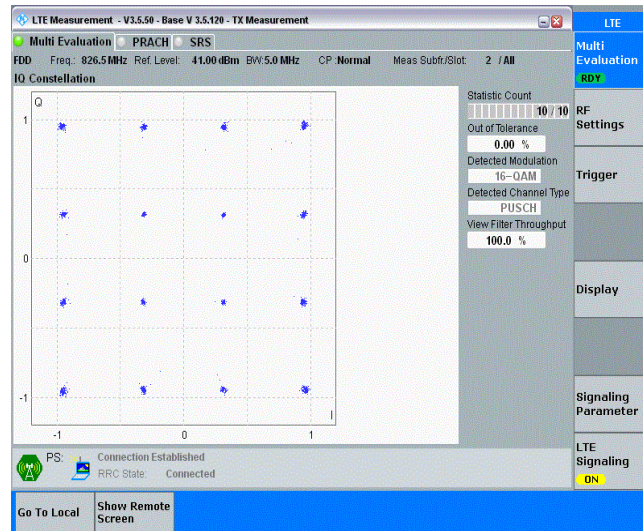 LTE Measurement - V3.5.50 - Base V 3.5.120 - TX Measurement
LTE
Multi Evaluation PRACH SRS
Multi
Evaluation
RDY
FDD Freq.: 826.5 MHz Ref. Level: 41.00 dBm BW:5.0 MHz CP :Normal Meas Subfr./Slot: 2 / All
IQ Constellation
Statistic Count
10 / 10
Out of Tolerance
0.00 %
Detected Modulation
16-QAM
Detected Channel Type
PUSCH
View Filter Throughput
100.0 %
RF
Settings
Trigger
Display
Signaling
Parameter
LTE
Signaling
ON
Q
1
0
-1
I
-1 0 1
PS: Connection Established
RRC State: Connected
Go To Local
Show Remote
Screen